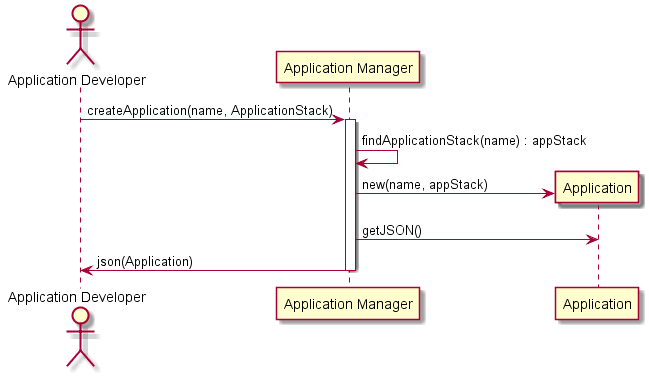 Application Developer
Application Manager
createApplication(name, ApplicationStack)
findApplicationStack(name) : appStack
new(name, appStack)
Application
getJSON()
json(Application)
Application Developer
Application Manager
Application